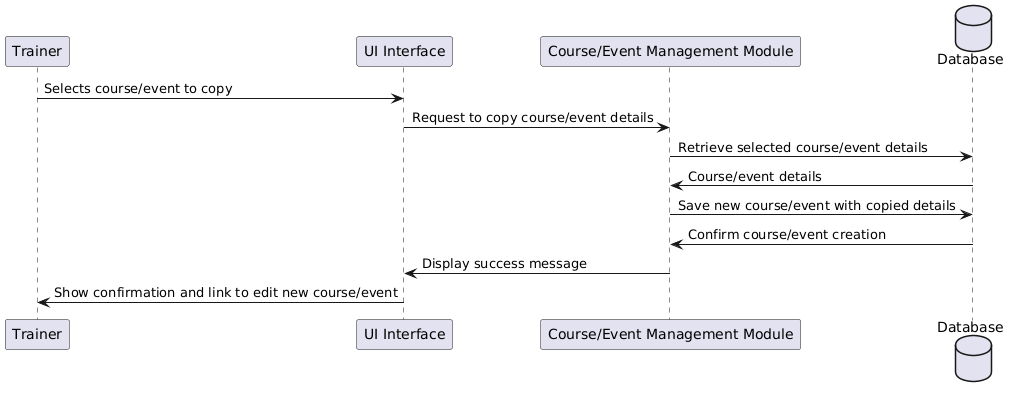 Database
Trainer
UI Interface
Course/Event Management Module
Selects course/event to copy
Request to copy course/event details
Retrieve selected course/event details
Course/event details
Save new course/event with copied details
Confirm course/event creation
Display success message
Show confirmation and link to edit new course/event
Trainer
UI Interface
Course/Event Management Module
Database